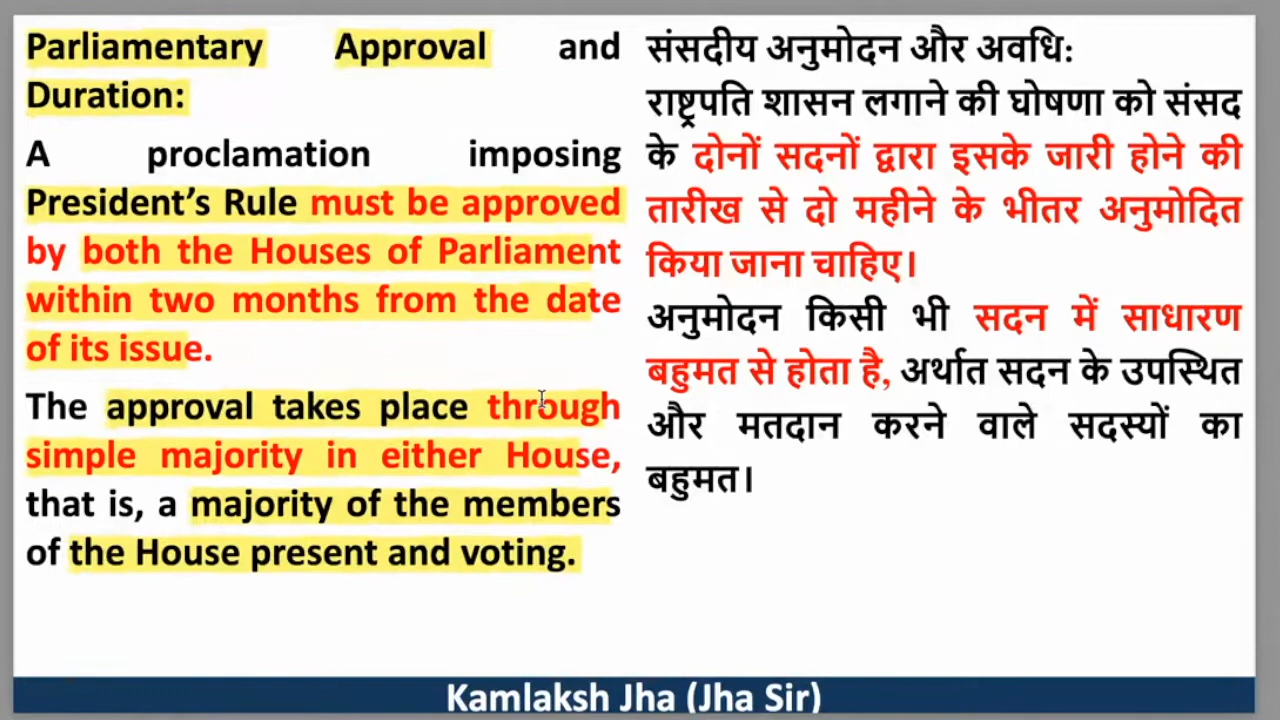 Parliamentary Approval and
Duration:
A proclamation imposing
President’s Rule must be approved
by both the Houses of Parliament
within two months from the date
of its issue.
The approval takes place through
simple majority in either House,
that is, a majority of the members
of the House present and voting.
संसदीय अनुमोदन और अवधि:
राष्ट्रपति शासन लगाने की घोषणा को संसद
के दोनों सदनों द्वारा इसके जारी होने की
तारीख से दो महीने के भीतर अनुमोदित
किया जाना चाहिए।
अनुमोदन किसी भी सदन में साधारण
बहुमत से होता है, अर्थात सदन के उपस्थित
और मतदान करने वाले सदस्यों का
बहुमत।
Kamlaksh Jha (Jha Sir)